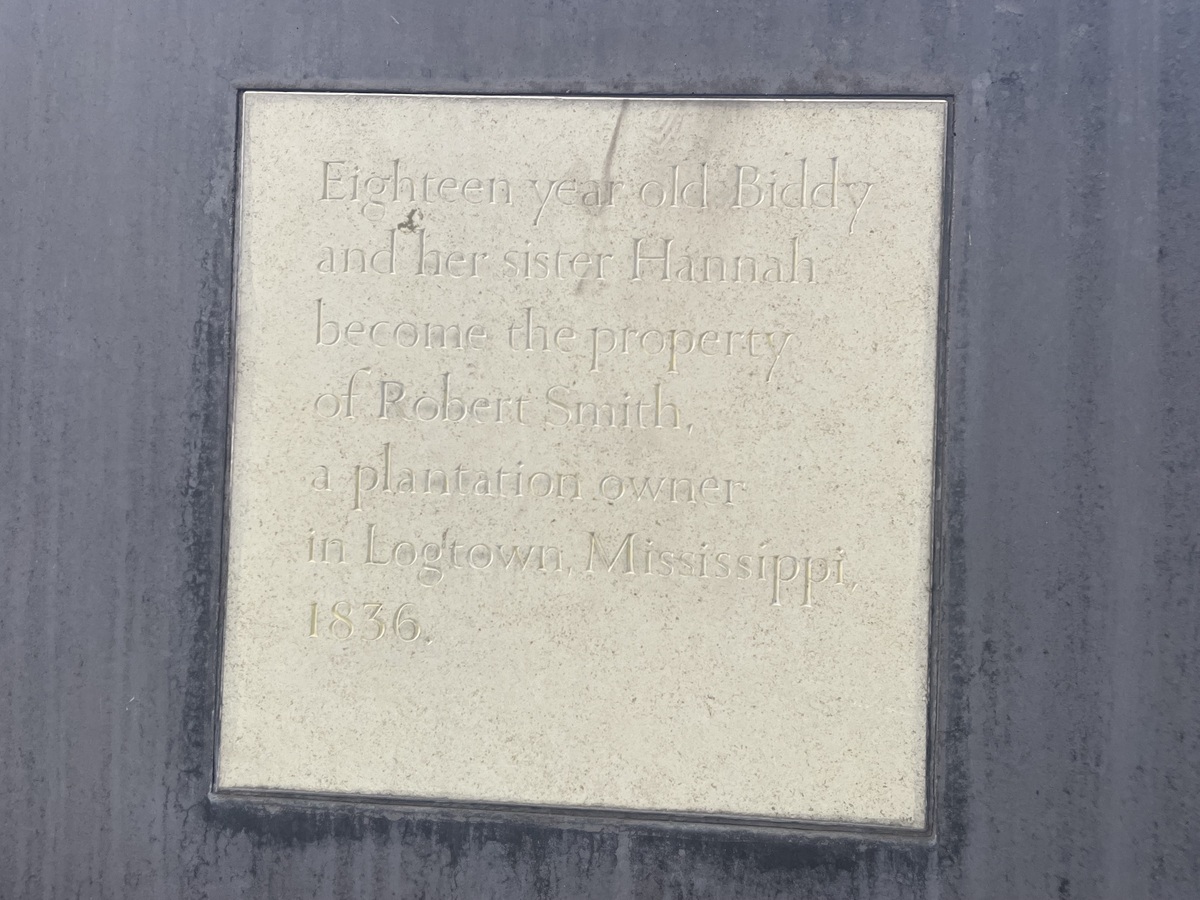 Eighteen year old Biddy
and her sister Hannah
become the property
of Robert Smith,
a plantation owner
in Logtown, Mississippi,
1836.